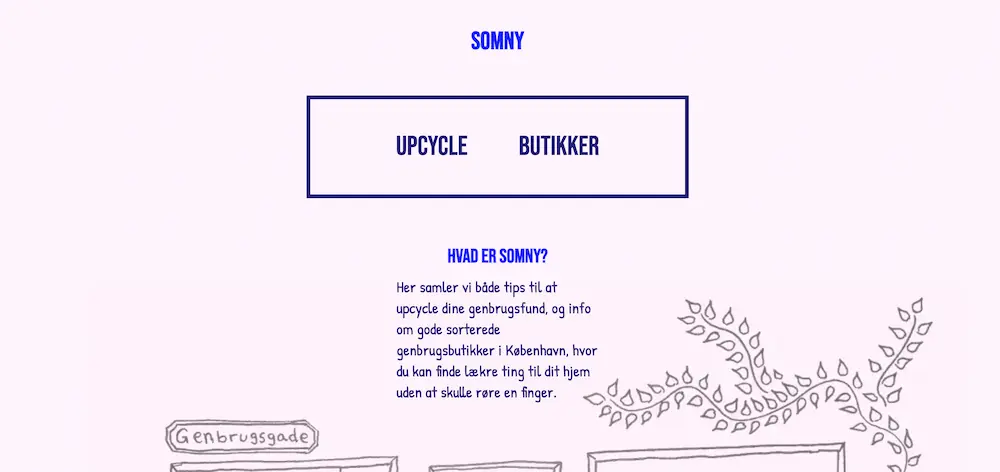 SOMNY
UPCYCLE BUTIKKER
HVAD ER SOMNY?
Her samler vi både tips til at
upcycle dine genbrugsfund, og info
om gode sorterede
genbrugsbutikker i København, hvor
du kan finde lækre ting til dit hjem
uden at skulle røre en finger.
Genbrugsgade